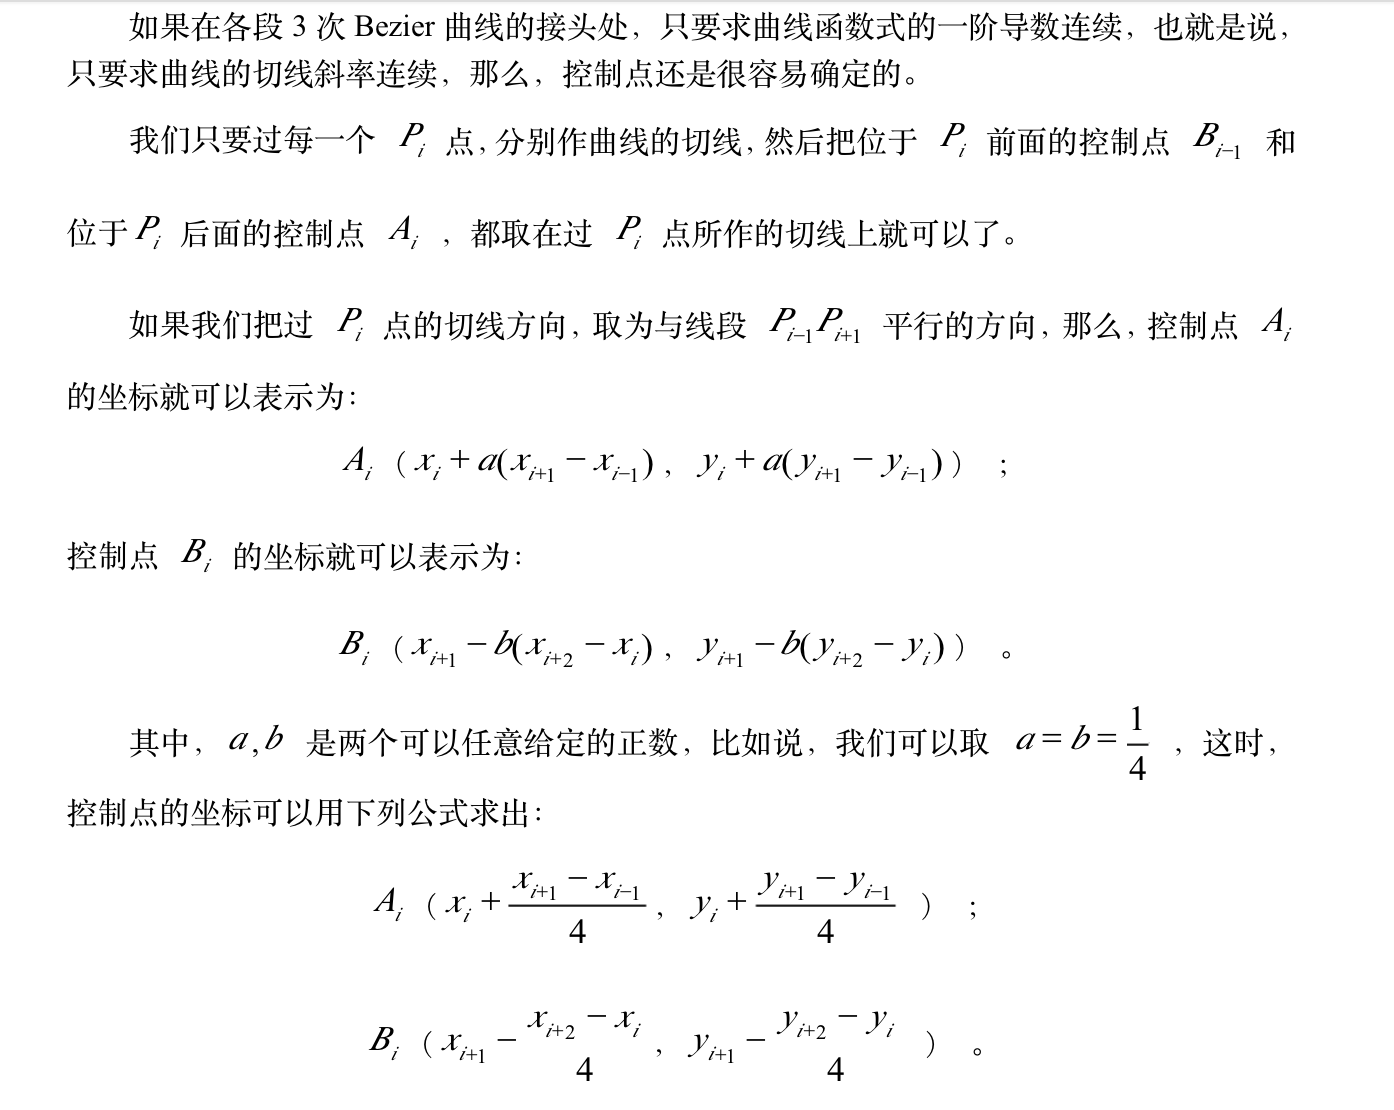 如果在各段 3 次 Bezier 曲线的接头处，只要求曲线函数式的一阶导数连续，也就是说，
只要求曲线的切线斜率连续，那么，控制点还是很容易确定的。
我们只要过每一个 P_i 点，分别作曲线的切线，然后把位于 P_i 前面的控制点 B_{i-1} 和
位于 P_i 后面的控制点 A_i ，都取在过 P_i 点所作的切线上就可以了。
如果我们把过 P_i 点的切线方向，取为与线段 P_{i-1}P_{i+1} 平行的方向，那么，控制点 A_i
的坐标就可以表示为：
A_i （x_i + a(x_{i+1} − x_{i−1})，y_i + a(y_{i+1} − y_{i−1})）；
控制点 B_i 的坐标就可以表示为：
B_i （x_{i+1} − b(x_{i+2} − x_i)，y_{i+1} − b(y_{i+2} − y_i)）。
其中，a,b 是两个可以任意给定的正数，比如说，我们可以取 a = b = \frac{1}{4} ，这时，
控制点的坐标可以用下列公式求出：
A_i （x_i + \frac{x_{i+1} − x_{i−1}}{4}，y_i + \frac{y_{i+1} − y_{i−1}}{4}）；
B_i （x_{i+1} − \frac{x_{i+2} − x_i}{4}，y_{i+1} − \frac{y_{i+2} − y_i}{4}）。